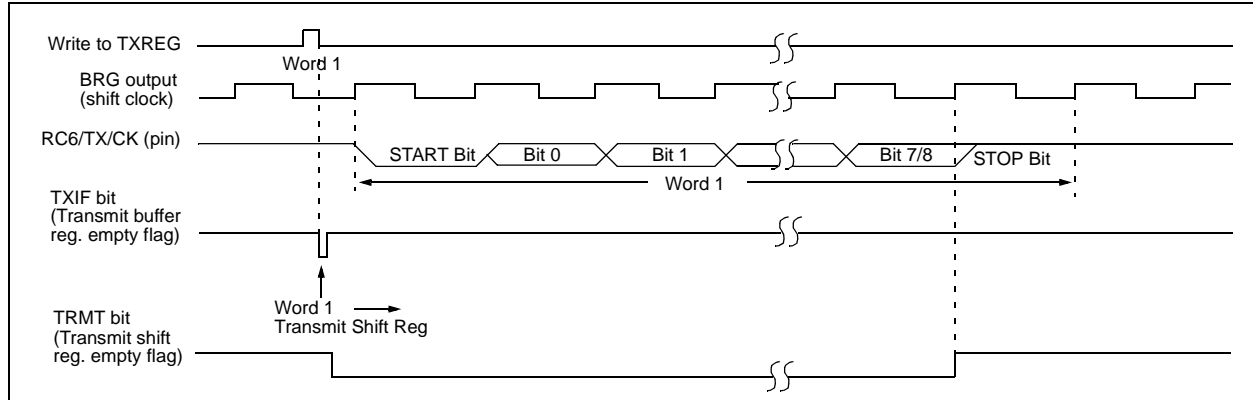 Write to TXREG
Word 1
BRG output
(shift clock)
RC6/TX/CK (pin)
START Bit
Bit 0
Bit 1
Bit 7/8
STOP Bit
Word 1
TXIF bit
(Transmit buffer
reg. empty flag)
Word 1
Transmit Shift Reg
TRMT bit
(Transmit shift
reg. empty flag)